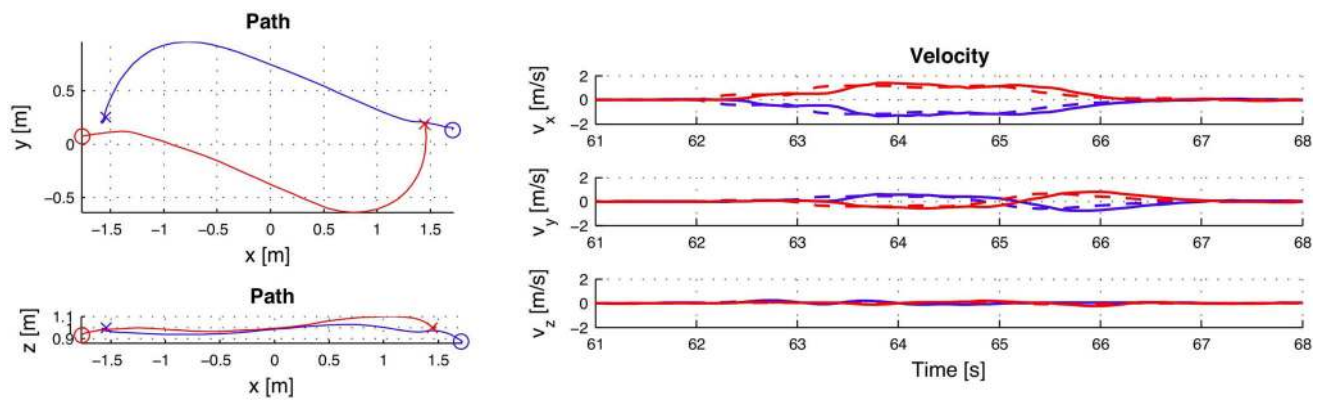 Path
0.5
0
−0.5
y [m]
−1.5 −1 −0.5 0 0.5 1 1.5
x [m]
Path
1.1
1
0.9
z [m]
−1.5 −1 −0.5 0 0.5 1 1.5
x [m]
Velocity
2
0
−2
v_x [m/s]
61 62 63 64 65 66 67 68
2
0
−2
v_y [m/s]
61 62 63 64 65 66 67 68
2
0
−2
v_z [m/s]
61 62 63 64 65 66 67 68
Time [s]